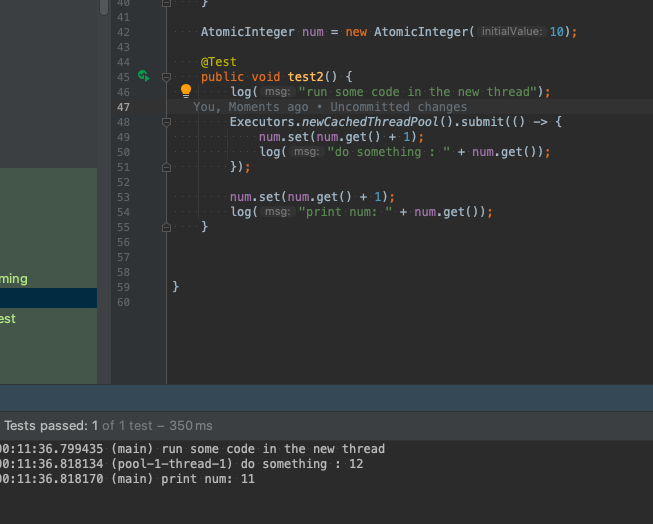 40 }
41
42 AtomicInteger num = new AtomicInteger( initialValue: 10);
43
44 @Test
45 public void test2() {
46 log( msg: "run some code in the new thread");
47 You, Moments ago • Uncommitted changes
48 Executors.newCachedThreadPool().submit(() -> {
49 num.set(num.get() + 1);
50 log( msg: "do something : " + num.get());
51 });
52
53 num.set(num.get() + 1);
54 log( msg: "print num: " + num.get());
55 }
56
57
58
ming
59 }
60
est
Tests passed: 1 of 1 test – 350 ms
00:11:36.799435 (main) run some code in the new thread
00:11:36.818134 (pool-1-thread-1) do something : 12
00:11:36.818170 (main) print num: 11